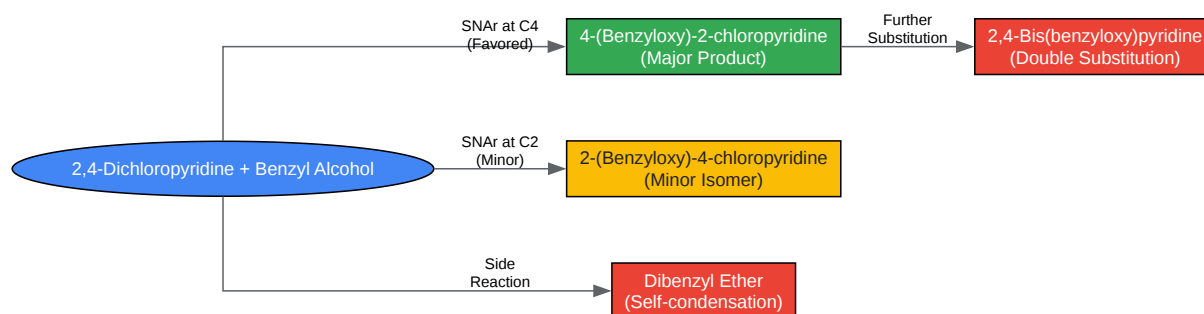 SNAr at C4
(Favored)
4-(Benzyloxy)-2-chloropyridine
(Major Product)
Further
Substitution
2,4-Bis(benzyloxy)pyridine
(Double Substitution)
2,4-Dichloropyridine + Benzyl Alcohol
SNAr at C2
(Minor)
2-(Benzyloxy)-4-chloropyridine
(Minor Isomer)
Side
Reaction
Dibenzyl Ether
(Self-condensation)